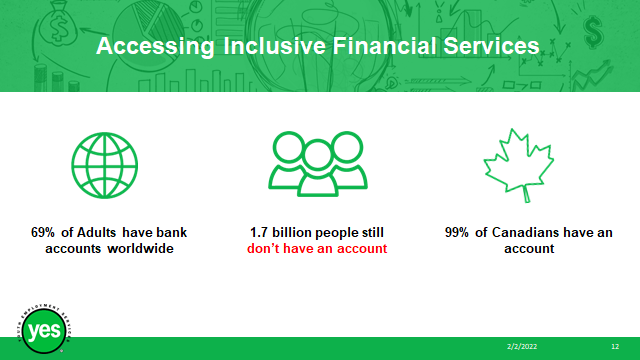 Accessing Inclusive Financial Services
69% of Adults have bank
accounts worldwide
1.7 billion people still
don’t have an account
99% of Canadians have an
account
YOUTH EMPLOYMENT SERVICES
yes
2/2/2022
12